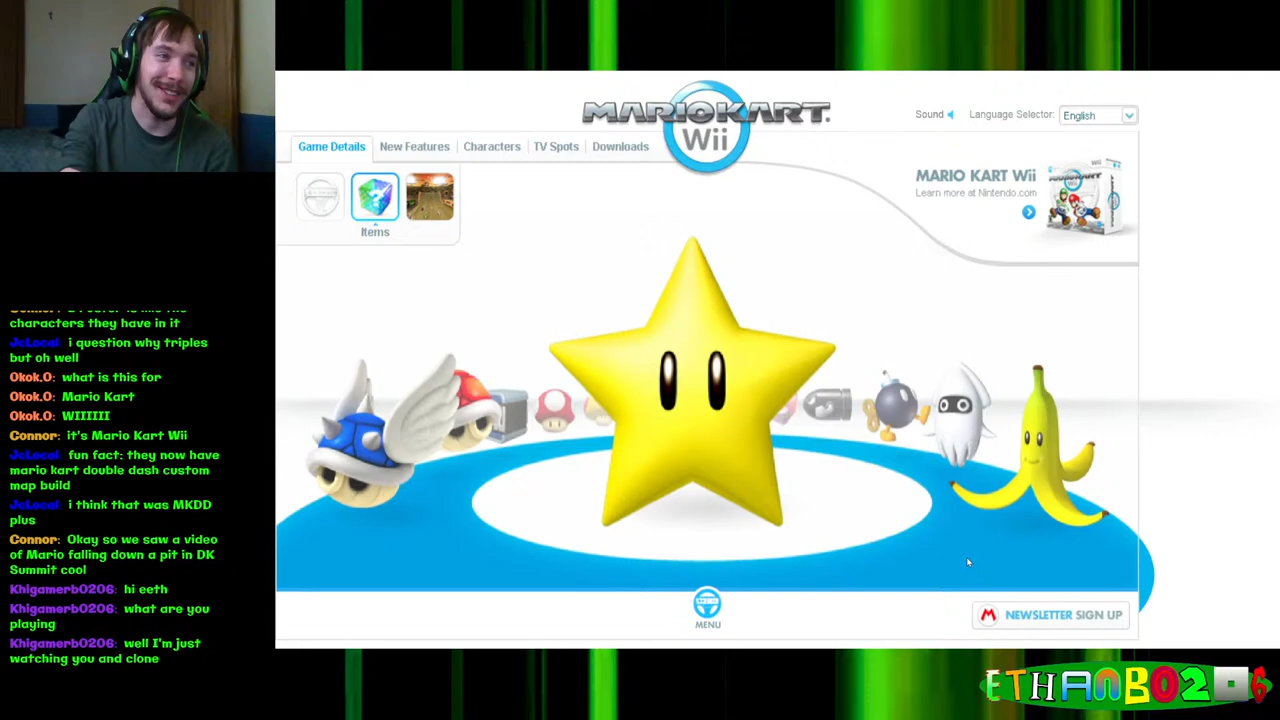 MARIOKART
Wii
Sound
Language Selector:
English
Game Details
New Features
Characters
TV Spots
Downloads
Items
MARIO KART Wii
Learn more at Nintendo.com
characters they have in it
JcLocal: i question why triples
but oh well
Okok.O: what is this for
Okok.O: Mario Kart
Okok.O: WIIIIII
Connor: it's Mario Kart Wii
JcLocal: fun fact: they now have
mario kart double dash custom
map build
JcLocal: i think that was MKDD
plus
Connor: Okay so we saw a video
of Mario falling down a pit in DK
Summit cool
Khigamerb0206: hi eeth
Khigamerb0206: what are you
playing
Khigamerb0206: well I'm just
watching you and clone
MENU
NEWSLETTER SIGN UP
ETHANB0206